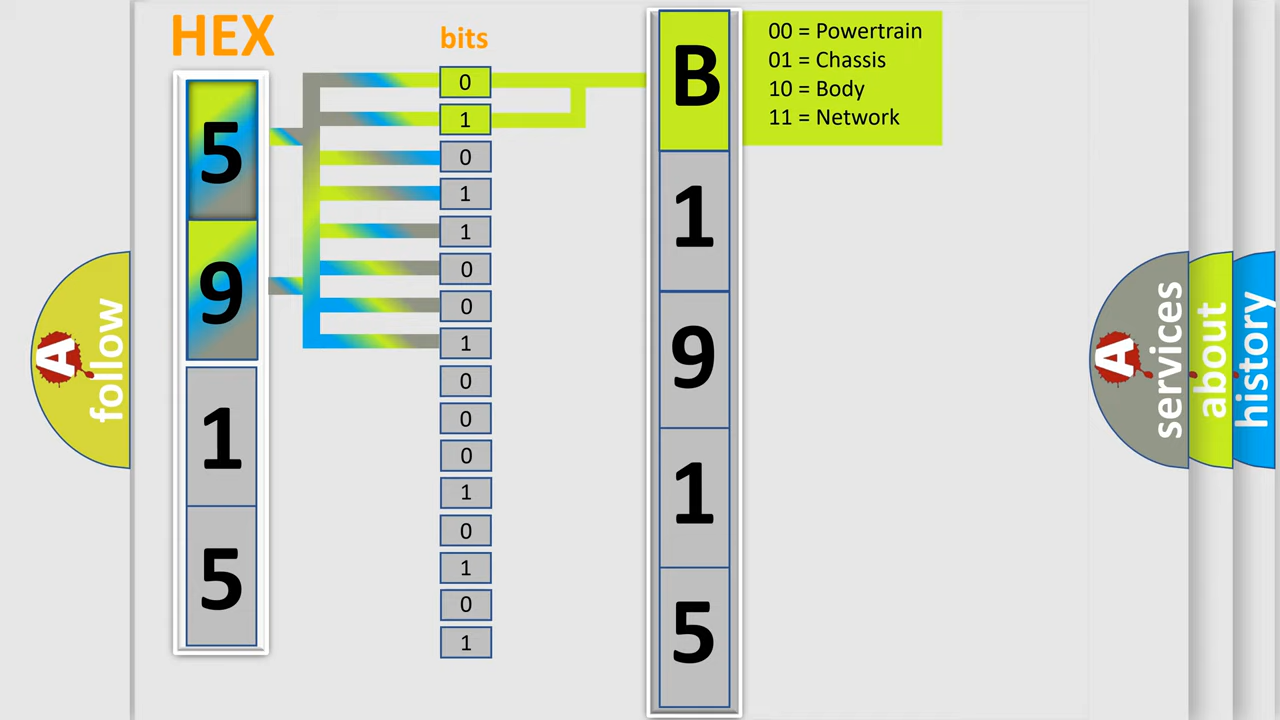 HEX
bits
5
9
1
5
0
1
0
1
1
0
0
1
0
0
0
1
0
1
0
1
B
1
9
1
5
00 = Powertrain
01 = Chassis
10 = Body
11 = Network
A
follow
A
services
about
history